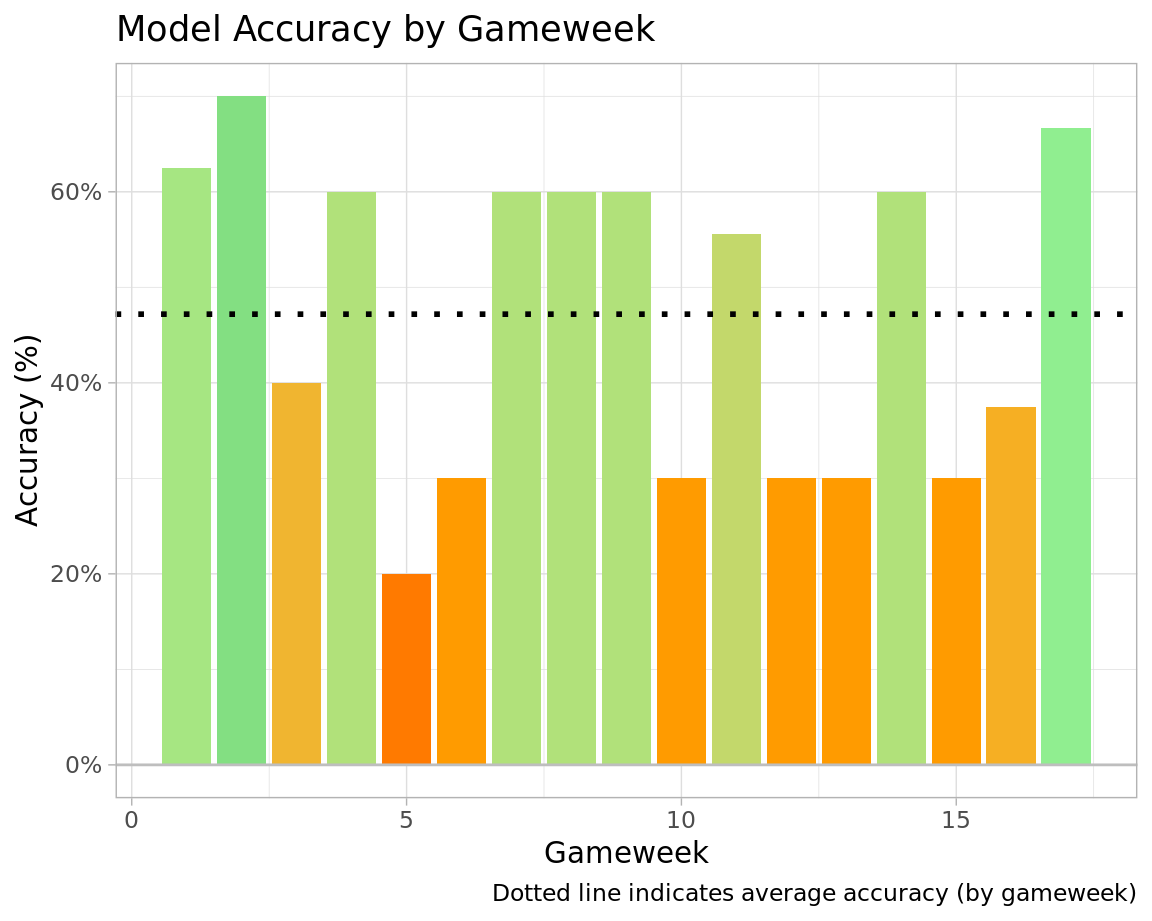 Model Accuracy by Gameweek
Accuracy (%)
60%
40%
20%
0%
0 5 10 15
Gameweek
Dotted line indicates average accuracy (by gameweek)